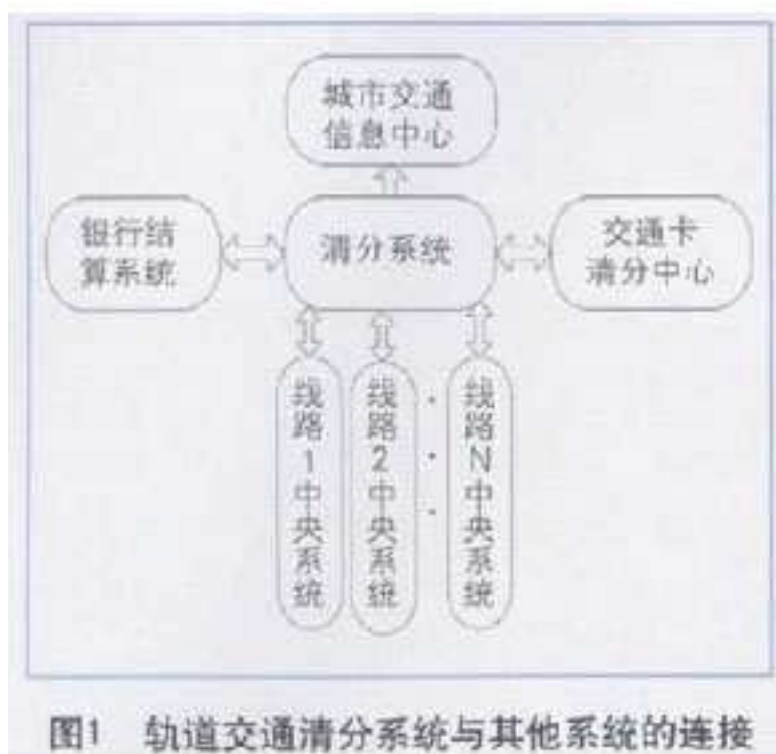 城市交通
信息中心
银行结
算系统
清分系统
交通卡
清分中心
线路1中央系统
线路2中央系统
线路N中央系统
图1 轨道交通清分系统与其他系统的连接